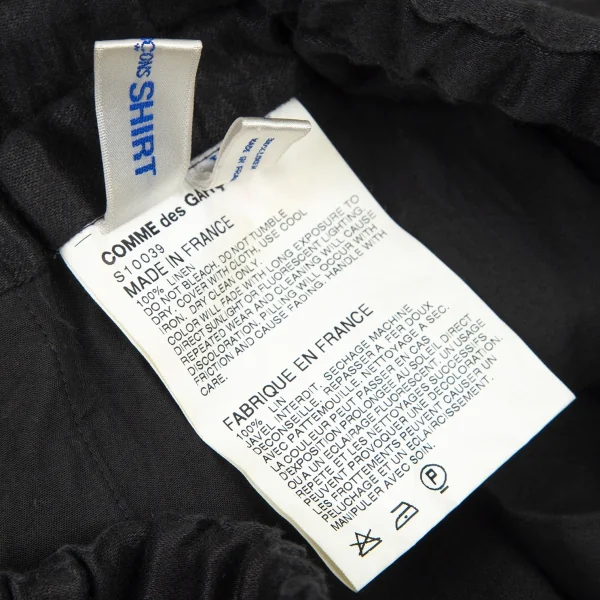 CONS
SHIRT
MADE IN FRAN
COMME des GARÇ
S10039
MADE IN FRANCE
100% LINEN
DO NOT BLEACH. DO NOT TUMBLE
DRY. COVER WITH CLOTH, USE COOL
IRON. DRY CLEAN ONLY.
COLOR WILL FADE WITH LONG EXPOSURE TO
DIRECT SUNLIGHT OR FLUORESCENT LIGHTING.
REPEATED WEAR AND CLEANING WILL CAUSE
DISCOLORATION. PILLING WILL OCCUR WITH
FRICTION AND CAUSE FADING. HANDLE WITH
CARE.
FABRIQUE EN FRANCE
100% LIN
JAVEL INTERDIT. SECHAGE MACHINE
DECONSEILLE, REPASSER A FER DOUX
AVEC PATTEMOUILLE, NETTOYAGE A SEC.
LA COULEUR PEUT PASSER EN CAS
D'EXPOSITION PROLONGEE AU SOLEIL DIRECT
OU A UN ECLAIRAGE FLUORESCENT. UN USAGE
REPETE ET LES NETTOYAGES SUCCESSIFS
PEUVENT PROVOQUER UNE DECOLORATION.
LES FROTTEMENTS PEUVENT CAUSER UN
PELUCHAGE ET UN ECLAIRCISSEMENT.
MANIPULER AVEC SOIN.
P